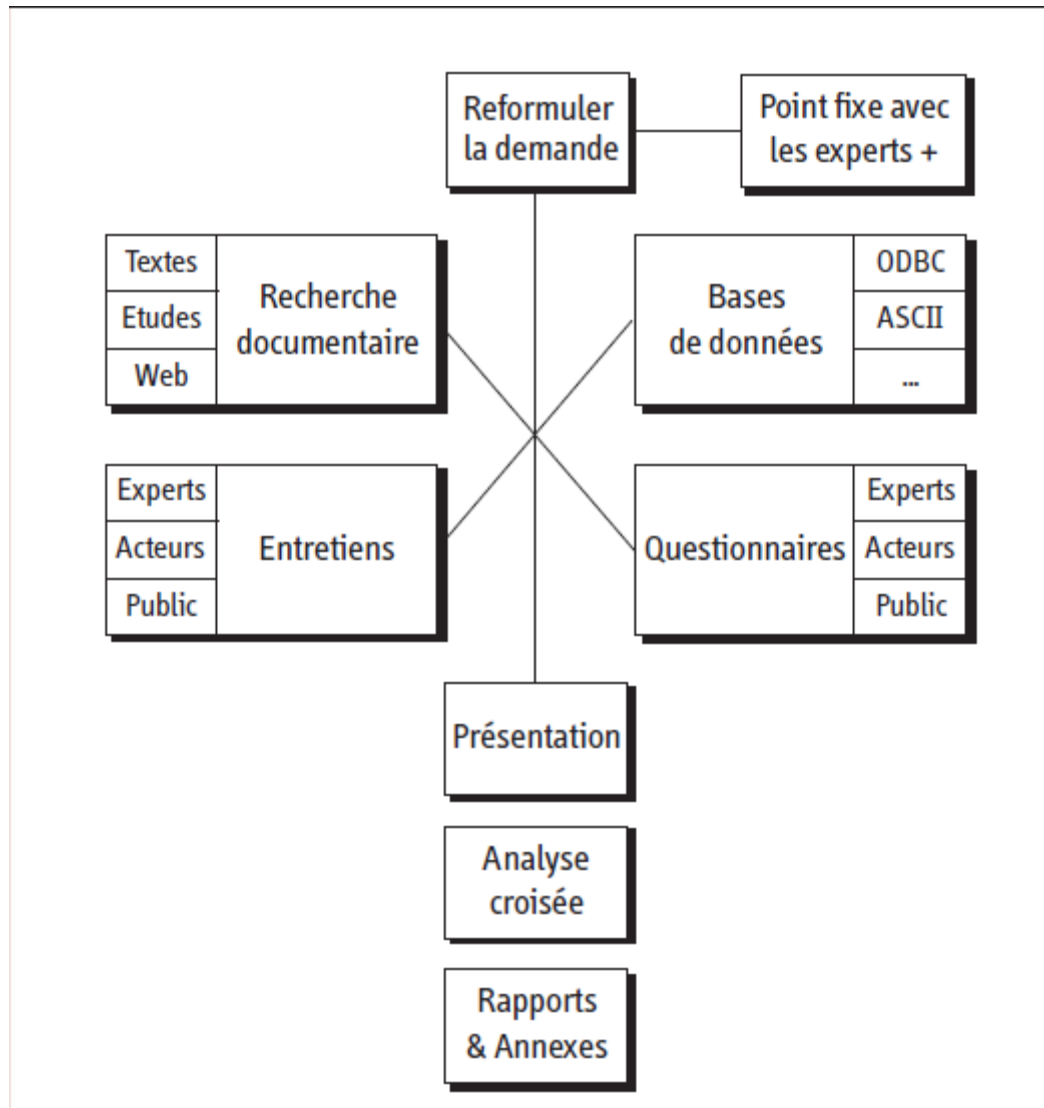 Reformuler
la demande
Point fixe avec
les experts +
Textes
Etudes
Web
Recherche
documentaire
Bases
de données
ODBC
ASCII
...
Experts
Acteurs
Public
Entretiens
Questionnaires
Experts
Acteurs
Public
Présentation
Analyse
croisée
Rapports
& Annexes